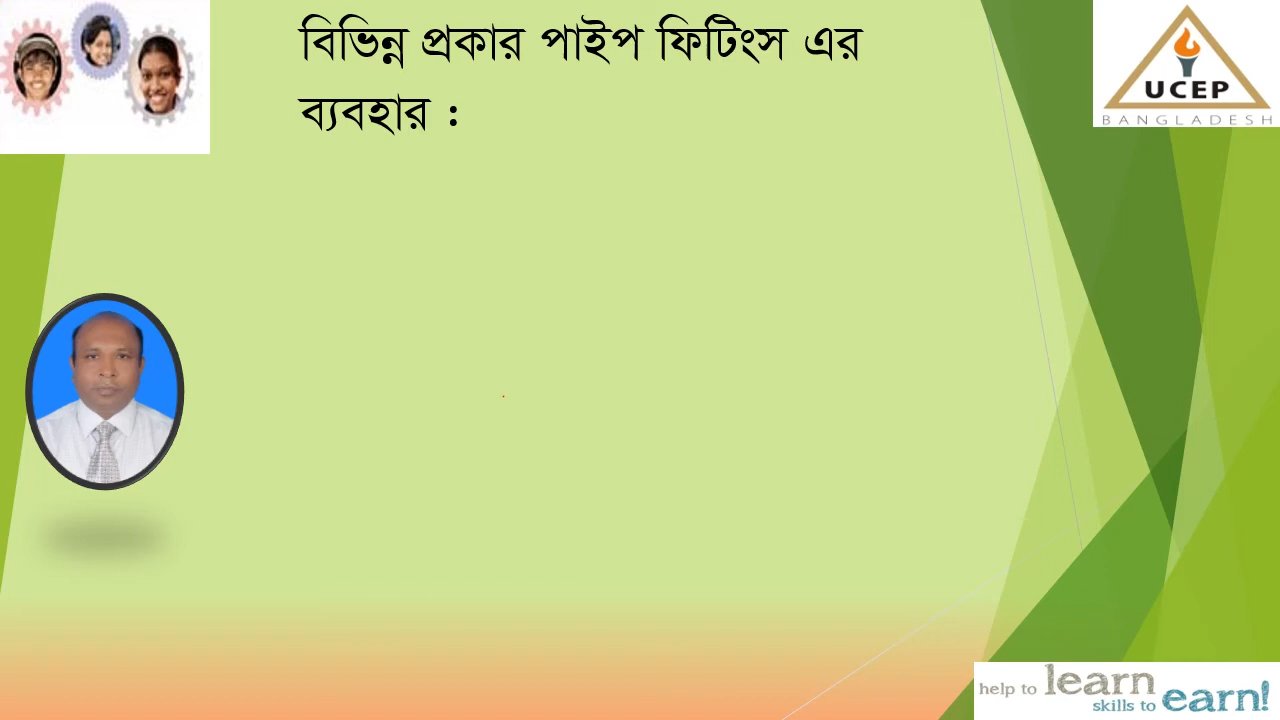 বিভিন্ন প্রকার পাইপ ফিটিংস এর
ব্যবহার :
UCEP
BANGLADESH
help to learn
skills to earn!